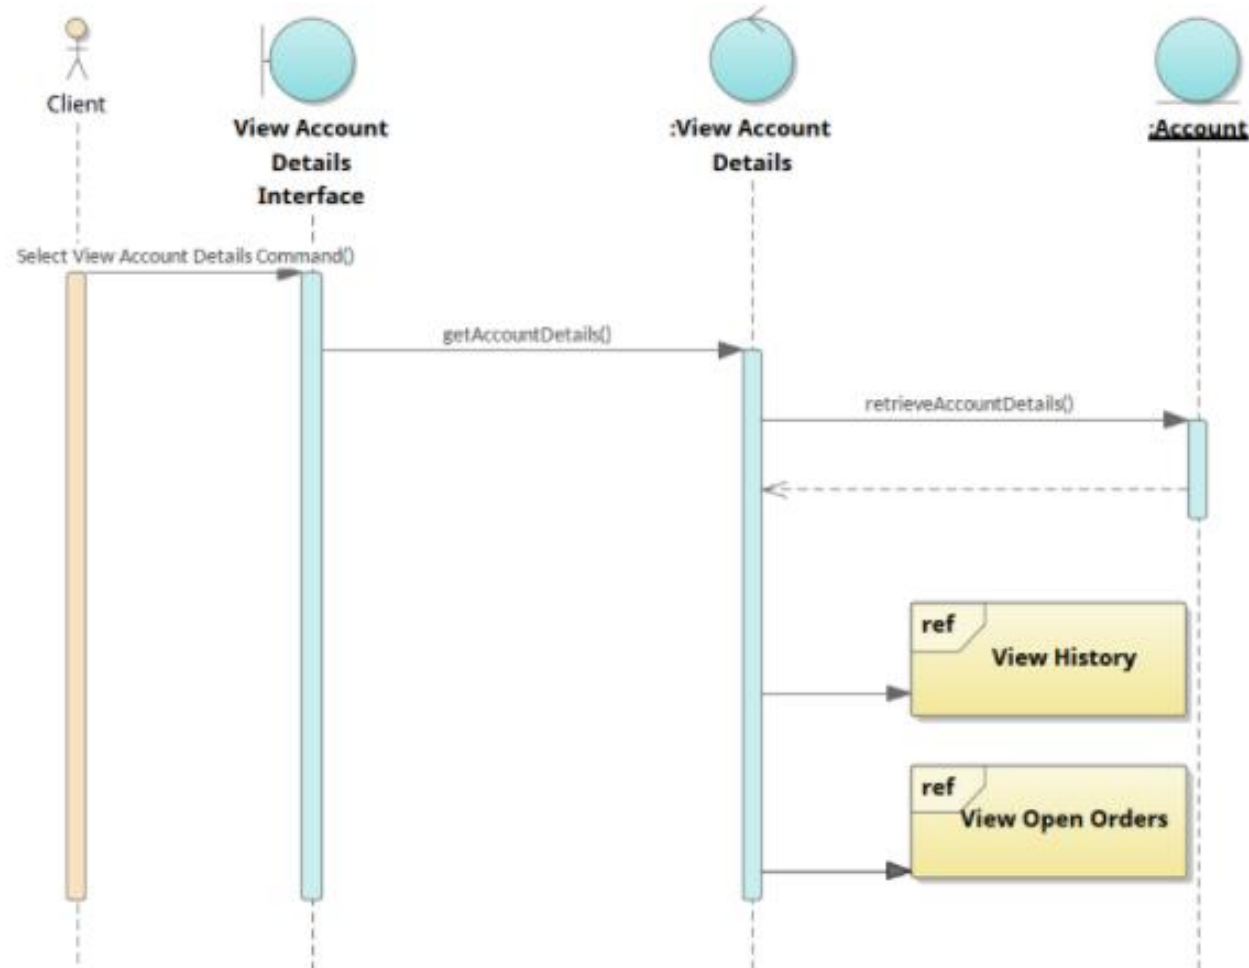 Client
View Account
Details
Interface
:View Account
Details
:Account
Select View Account Details Command()
getAccountDetails()
retrieveAccountDetails()
ref
View History
ref
View Open Orders